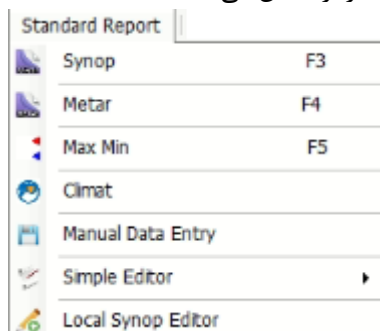 Standard Report
Synop F3
Metar F4
Max Min F5
Climat
Manual Data Entry
Simple Editor
Local Synop Editor